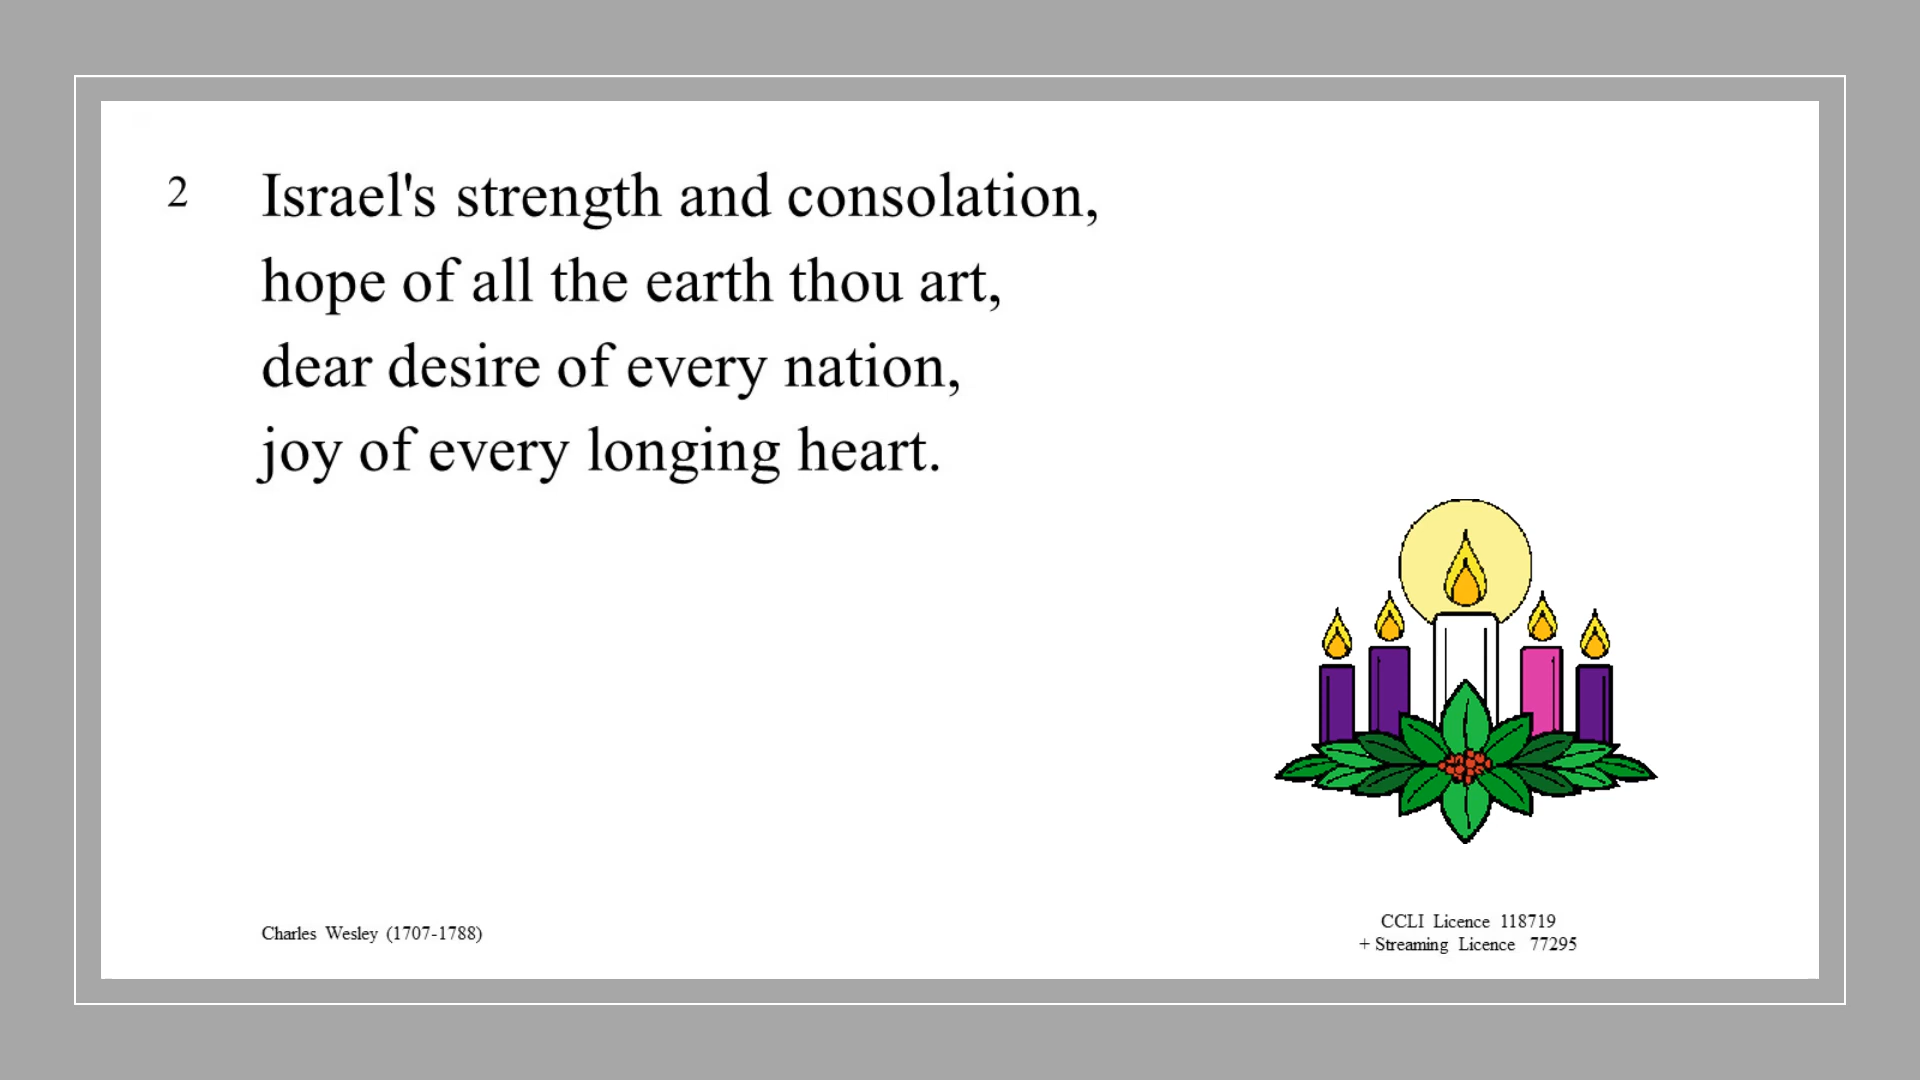 2 Israel's strength and consolation,
hope of all the earth thou art,
dear desire of every nation,
joy of every longing heart.
Charles Wesley (1707-1788)
CCLI Licence 118719
+ Streaming Licence 77295